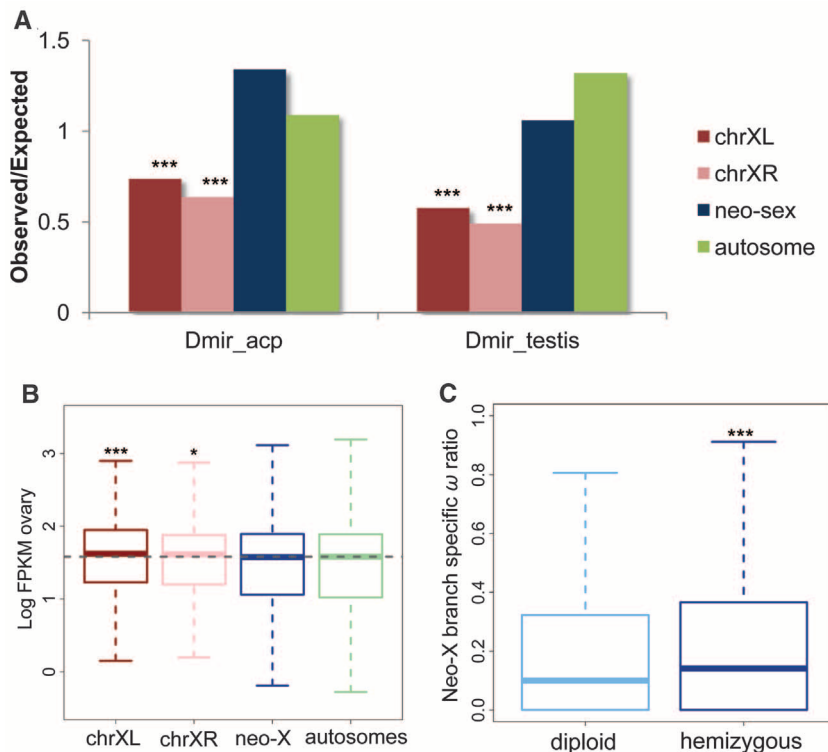 A
1.5
1
0.5
0
Observed/Expected
*** *** *** ***
Dmir_acp Dmir_testis
chrXL
chrXR
neo-sex
autosome
B
Log FPKM ovary
3
2
1
0
*** *
chrXL chrXR neo-X autosomes
C
Neo-X branch specific ω ratio
1.0
0.8
0.6
0.4
0.2
0.0
***
diploid hemizygous